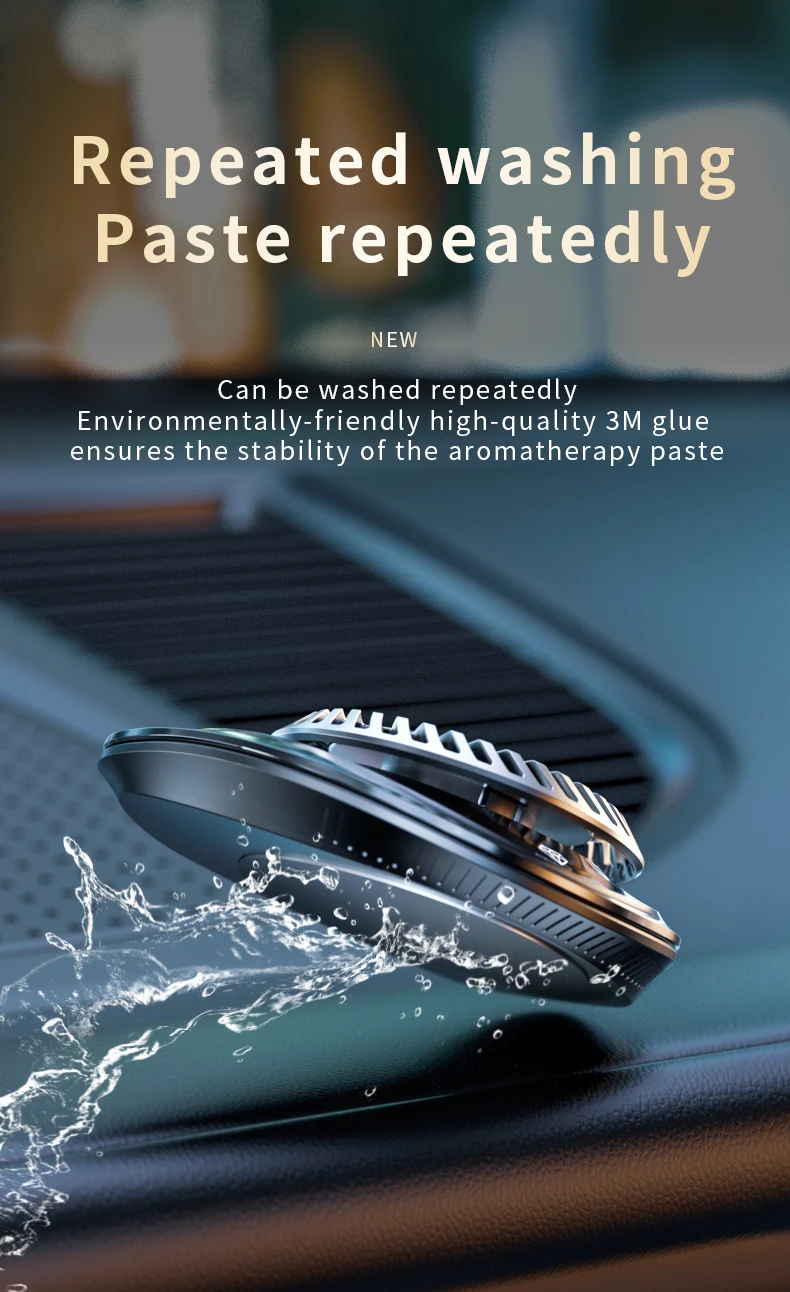 Repeated washing
Paste repeatedly
NEW
Can be washed repeatedly
Environmentally-friendly high-quality 3M glue
ensures the stability of the aromatherapy paste